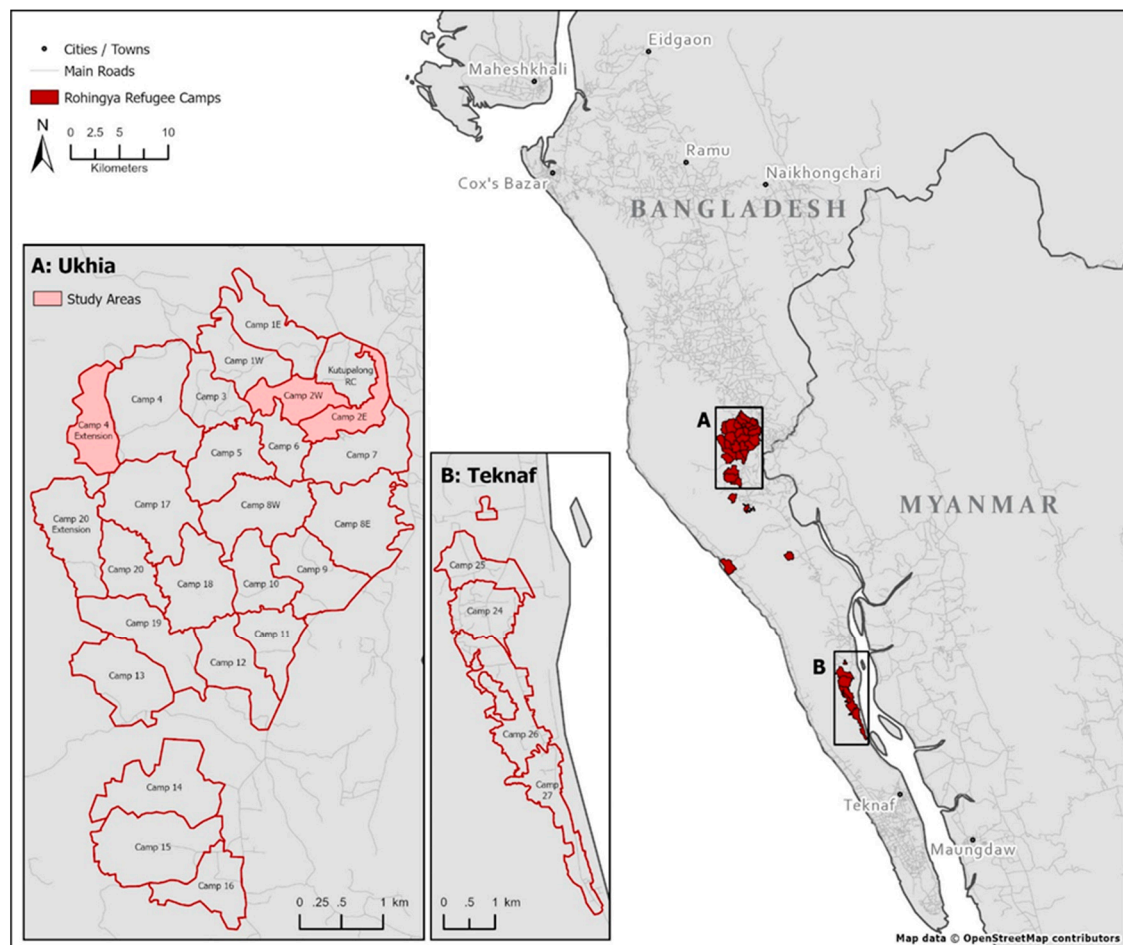 Cities / Towns
Main Roads
Rohingya Refugee Camps
N
0 2.5 5 10
Kilometers
Eidgaon
Maheshkhali
Ramu
Cox's Bazar
Naikhongchari
BANGLADESH
MYANMAR
A
B
Teknaf
Maungdaw
A: Ukhia
Study Areas
Camp 1E
Camp 1W
Kutupalong
RC
Camp 4
Camp 3
Camp 2W
Camp 2E
Camp 4
Extension
Camp 5
Camp 6
Camp 7
Camp 17
Camp 8W
Camp 20
Extension
Camp 8E
Camp 20
Camp 18
Camp 10
Camp 9
Camp 19
Camp 11
Camp 12
Camp 13
Camp 14
Camp 15
Camp 16
0 .25 .5 1 km
B: Teknaf
Camp 25
Camp 24
Camp 26
Camp
27
0 .5 1 km
Map data © OpenStreetMap contributors